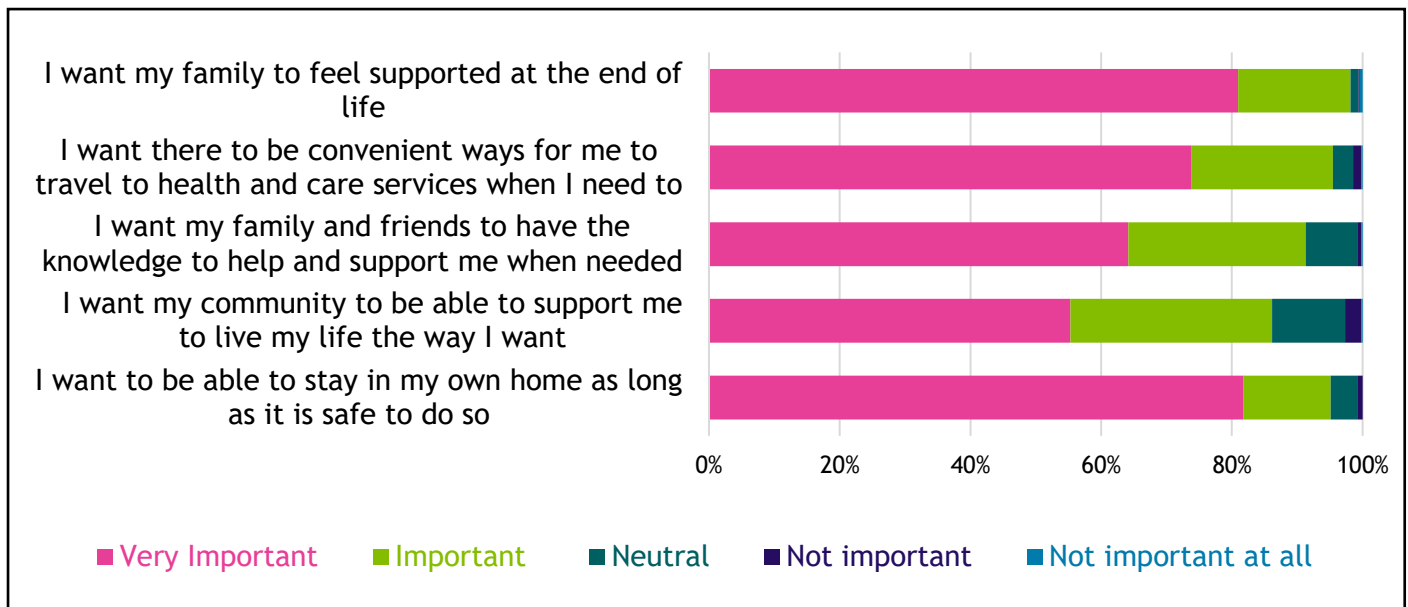 I want my family to feel supported at the end of
life
I want there to be convenient ways for me to
travel to health and care services when I need to
I want my family and friends to have the
knowledge to help and support me when needed
I want my community to be able to support me
to live my life the way I want
I want to be able to stay in my own home as long
as it is safe to do so
0% 20% 40% 60% 80% 100%
Very Important Important Neutral Not important Not important at all